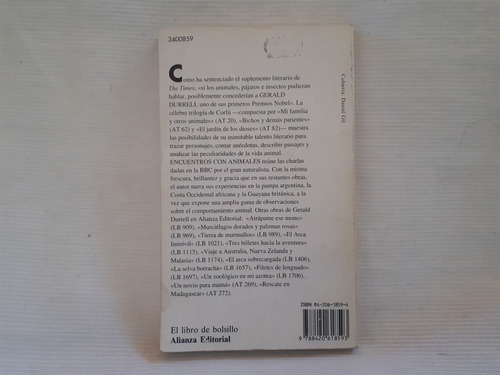 3400859
Como ha sentenciado el suplemento literario de
The Times, «si los animales, pájaros e insectos pudieran
hablar, posiblemente concederían a GERALD
DURRELL uno de sus primeros Premios Nobel». La
célebre trilogía de Corfú —compuesta por «Mi familia
y otros animales» (AT 20), «Bichos y demás parientes»
(AT 62) y «El jardín de los dioses» (AT 82)— muestra
las posibilidades de su inimitable talento literario para
trazar personajes, contar anécdotas, describir paisajes y
analizar las peculiaridades de la vida animal.
ENCUENTROS CON ANIMALES reúne las charlas
dadas en la BBC por el gran naturalista. Con la misma
frescura, brillantez y gracia que en sus restantes obras,
el autor narra sus experiencias en la pampa argentina, la
Costa Occidental africana y la Guayana británica, a la
vez que expone una amplia gama de observaciones
sobre el comportamiento animal. Otras obras de Gerald
Durrell en Alianza Editorial: «Atrápame ese mono»
(LB 909), «Murciélagos dorados y palomas rosas»
(LB 969), «Tierra de murmullos» (LB 989), «El Arca
Inmóvil» (LB 1021), «Tres billetes hacia la aventura»
(LB 1115), «Viaje a Australia, Nueva Zelanda y
Malasia» (LB 1174), «El arca sobrecargada (LB 1406),
«La selva borracha» (LB 1657), «Filetes de lenguado»
(LB 1697), «Un zoológico en mi azotea» (LB 1706),
«Un novio para mamá» (AT 269), «Rescate en
Madagascar» (AT 272).
Cubierta: Daniel Gil
El libro de bolsillo
Alianza Editorial
ISBN 84-206-1859-4
9 788420 618593